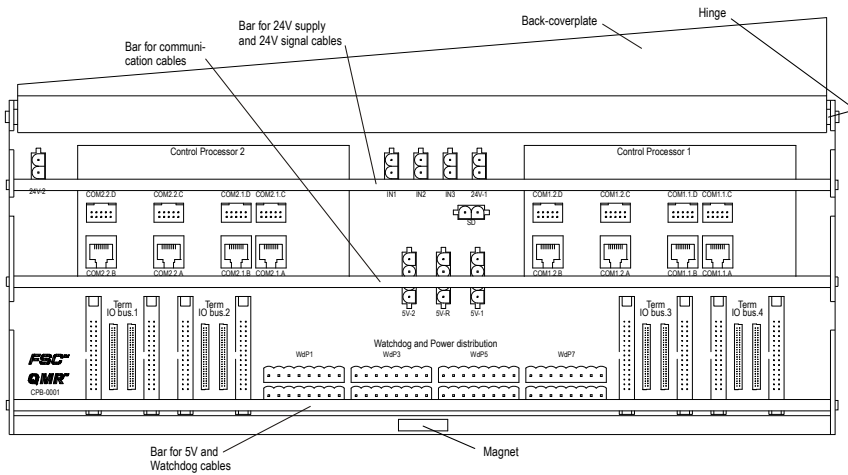 Hinge
Back-coverplate
Bar for 24V supply
and 24V signal cables
Bar for communi-
cation cables
Control Processor 2
Control Processor 1
24V-2
COM2.2.D
COM2.2.C
COM2.1.D
COM2.1.C
IN1
IN2
IN3
24V-1
COM1.2.D
COM1.2.C
COM1.1.D
COM1.1.C
SD
COM2.2.B
COM2.2.A
COM2.1.B
COM2.1.A
COM1.2.B
COM1.2.A
COM1.1.B
COM1.1.A
Term
IO bus.1
Term
IO bus.2
5V-2
5V-R
5V-1
Term
IO bus.3
Term
IO bus.4
Watchdog and Power distribution
WdP1
WdP3
WdP5
WdP7
FSC
QMR
CPB-0001
Bar for 5V and
Watchdog cables
Magnet